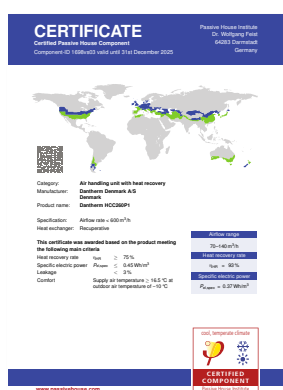 CERTIFICATE
Certified Passive House Component
Component-ID 1698vs03 valid until 31st December 2025
Passive House Institute
Dr. Wolfgang Feist
64283 Darmstadt
Germany
Category: Air handling unit with heat recovery
Manufacturer: Dantherm Denmark A/S
Denmark
Product name: Dantherm HCC260P1
Specification: Airflow rate < 600 m³/h
Heat exchanger: Recuperative
This certificate was awarded based on the product meeting
the following main criteria
Heat recovery rate ≥ 75 %
Specific electric power ≤ 0.45 Wh/m³
Leakage < 3 %
Comfort Supply air temperature ≥ 16.5 °C at
outdoor air temperature of −10 °C
Airflow range
70–140 m³/h
Heat recovery rate
= 93 %
Specific electric power
= 0.37 Wh/m³
cool, temperate climate
CERTIFIED
COMPONENT
Passive House Institute
www.passivehouse.com